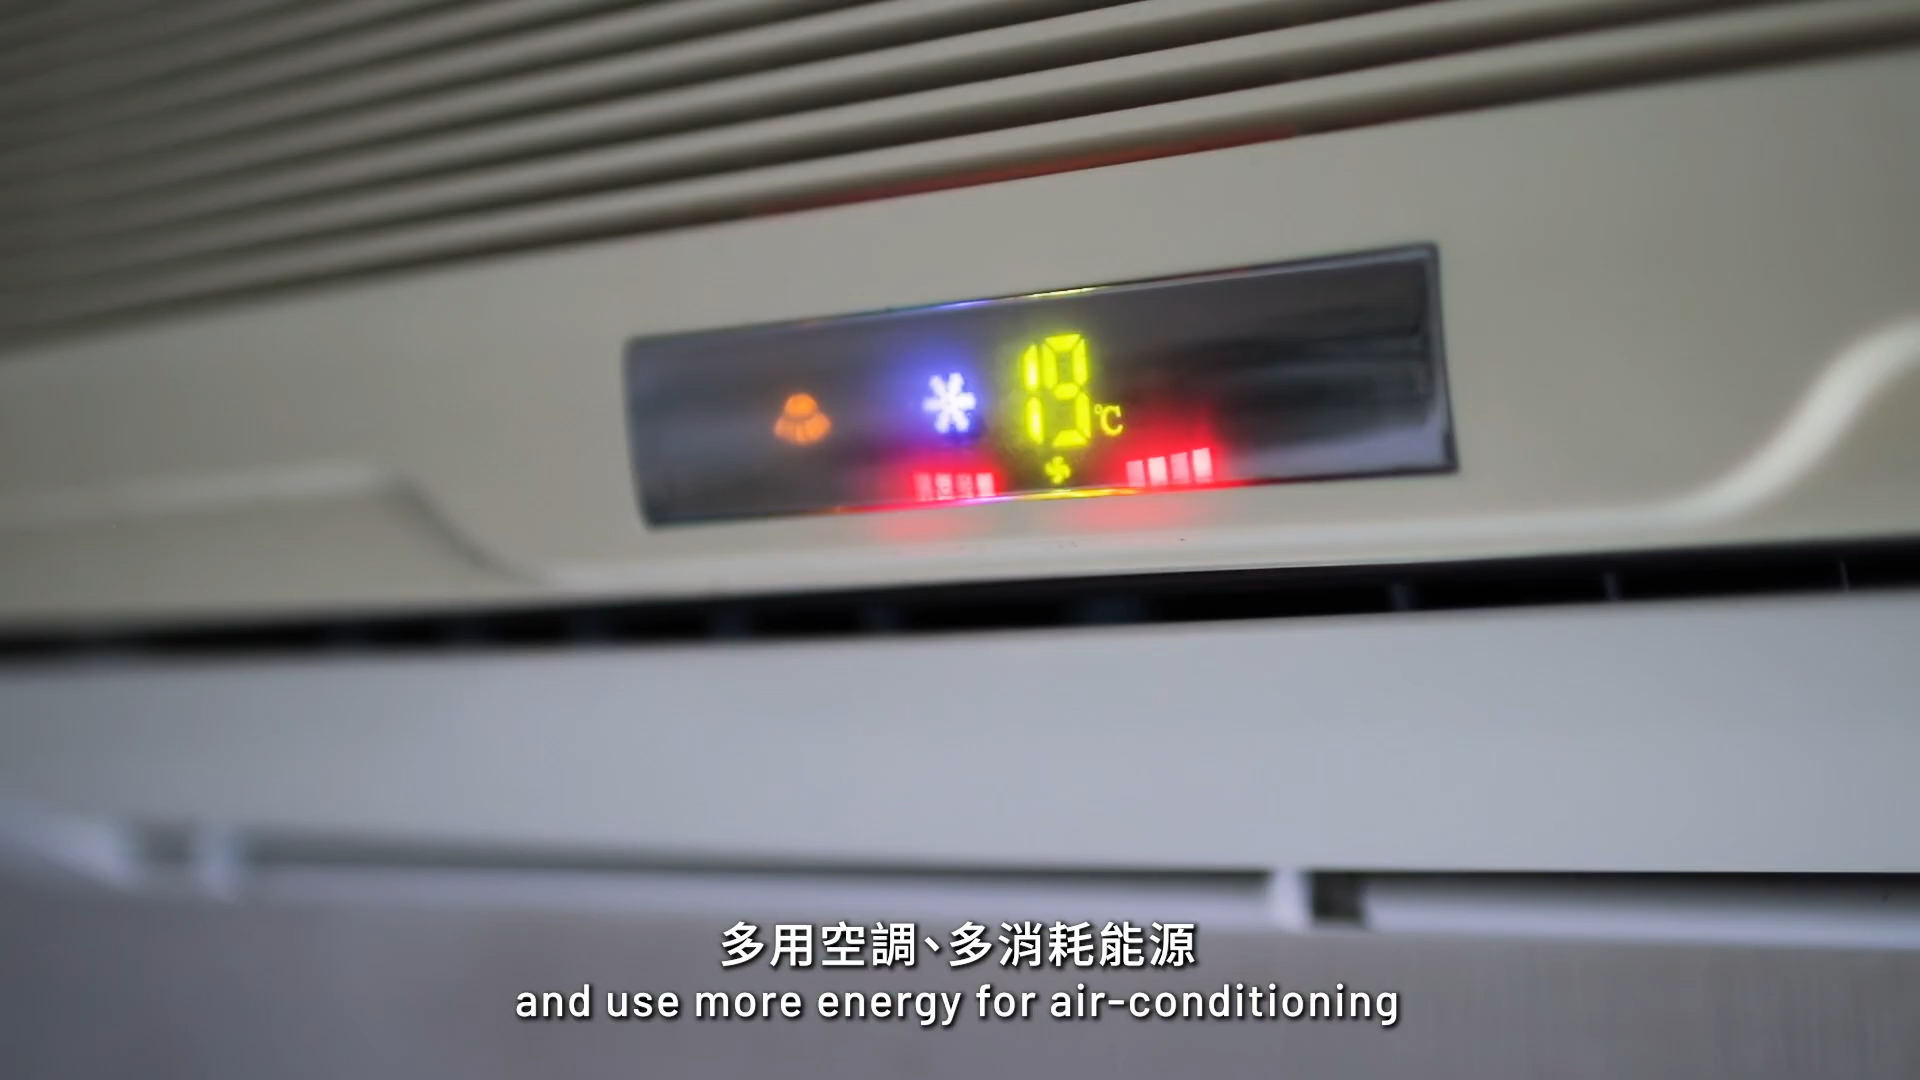 19℃
多用空調、多消耗能源
and use more energy for air-conditioning